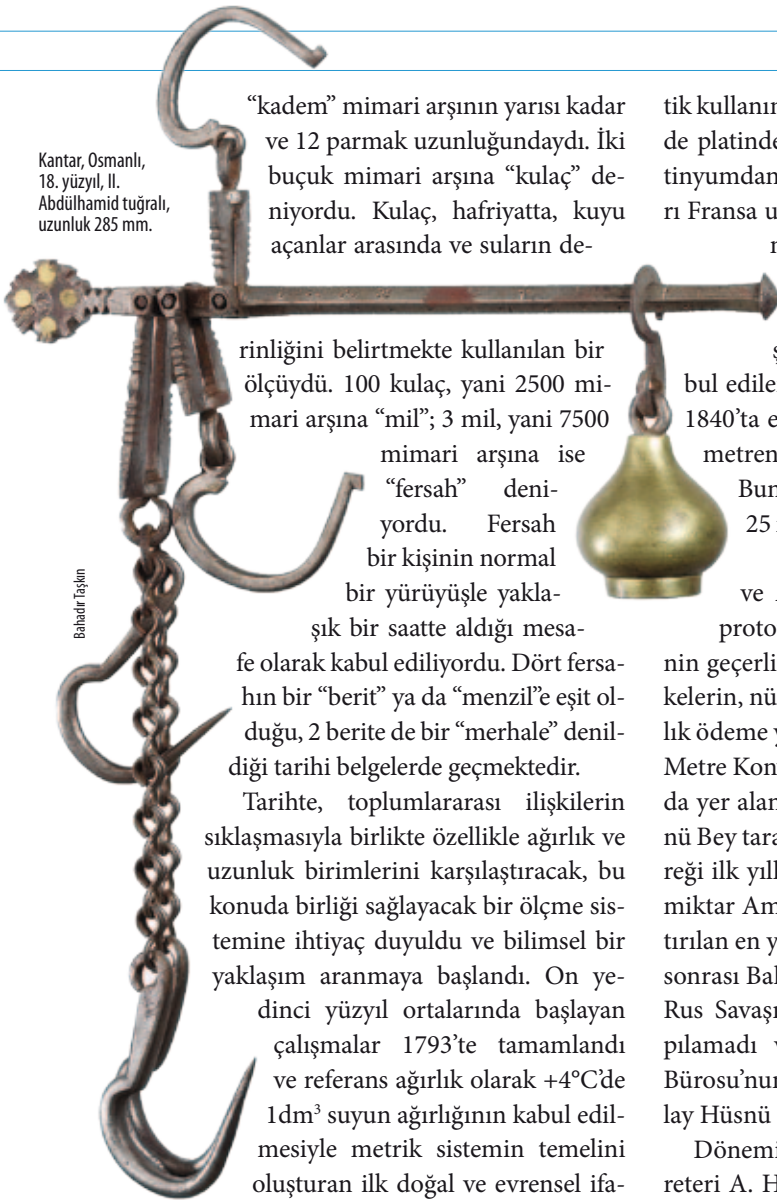 Kantar, Osmanlı,
18. yüzyıl, II.
Abdülhamid tuğralı,
uzunluk 285 mm.
Bahadır Taşkın
“kadem” mimari arşının yarısı kadar
ve 12 parmak uzunluğundaydı. İki
buçuk mimari arşına “kulaç” de-
niyordu. Kulaç, hafriyatta, kuyu
açanlar arasında ve suların de-
rinliğini belirtmekte kullanılan bir
ölçüydü. 100 kulaç, yani 2500 mi-
mari arşına “mil”; 3 mil, yani 7500
mimari arşına ise
“fersah” deni-
yordu. Fersah
bir kişinin normal
bir yürüyüşle yakla-
şık bir saatte aldığı mesa-
fe olarak kabul ediliyordu. Dört fersa-
hın bir “berit” ya da “menzil”e eşit ol-
duğu, 2 berite de bir “merhale” denil-
diği tarihi belgelerde geçmektedir.
Tarihte, toplumlararası ilişkilerin
sıklaşmasıyla birlikte özellikle ağırlık ve
uzunluk birimlerini karşılaştıracak, bu
konuda birliği sağlayacak bir ölçme sis-
temine ihtiyaç duyuldu ve bilimsel bir
yaklaşım aranmaya başlandı. On ye-
dinci yüzyıl ortalarında başlayan
çalışmalar 1793’te tamamlandı
ve referans ağırlık olarak +4°C’de
1dm³ suyun ağırlığının kabul edil-
mesiyle metrik sistemin temelini
oluşturan ilk doğal ve evrensel ifa-
tik kullanı
de platinde
tinyumdan
rı Fransa u
bul edile
1840’ta e
metren
Bun
25
ve
proto
nin geçerli
kelerin, nü
lık ödeme y
Metre Kon
da yer alan
nü Bey tara
reği ilk yıll
miktar Am
tırılan en y
sonrası Bal
Rus Savaşı
pılamadı v
Bürosu’nun
lay Hüsnü
Dönemi
reteri A. H